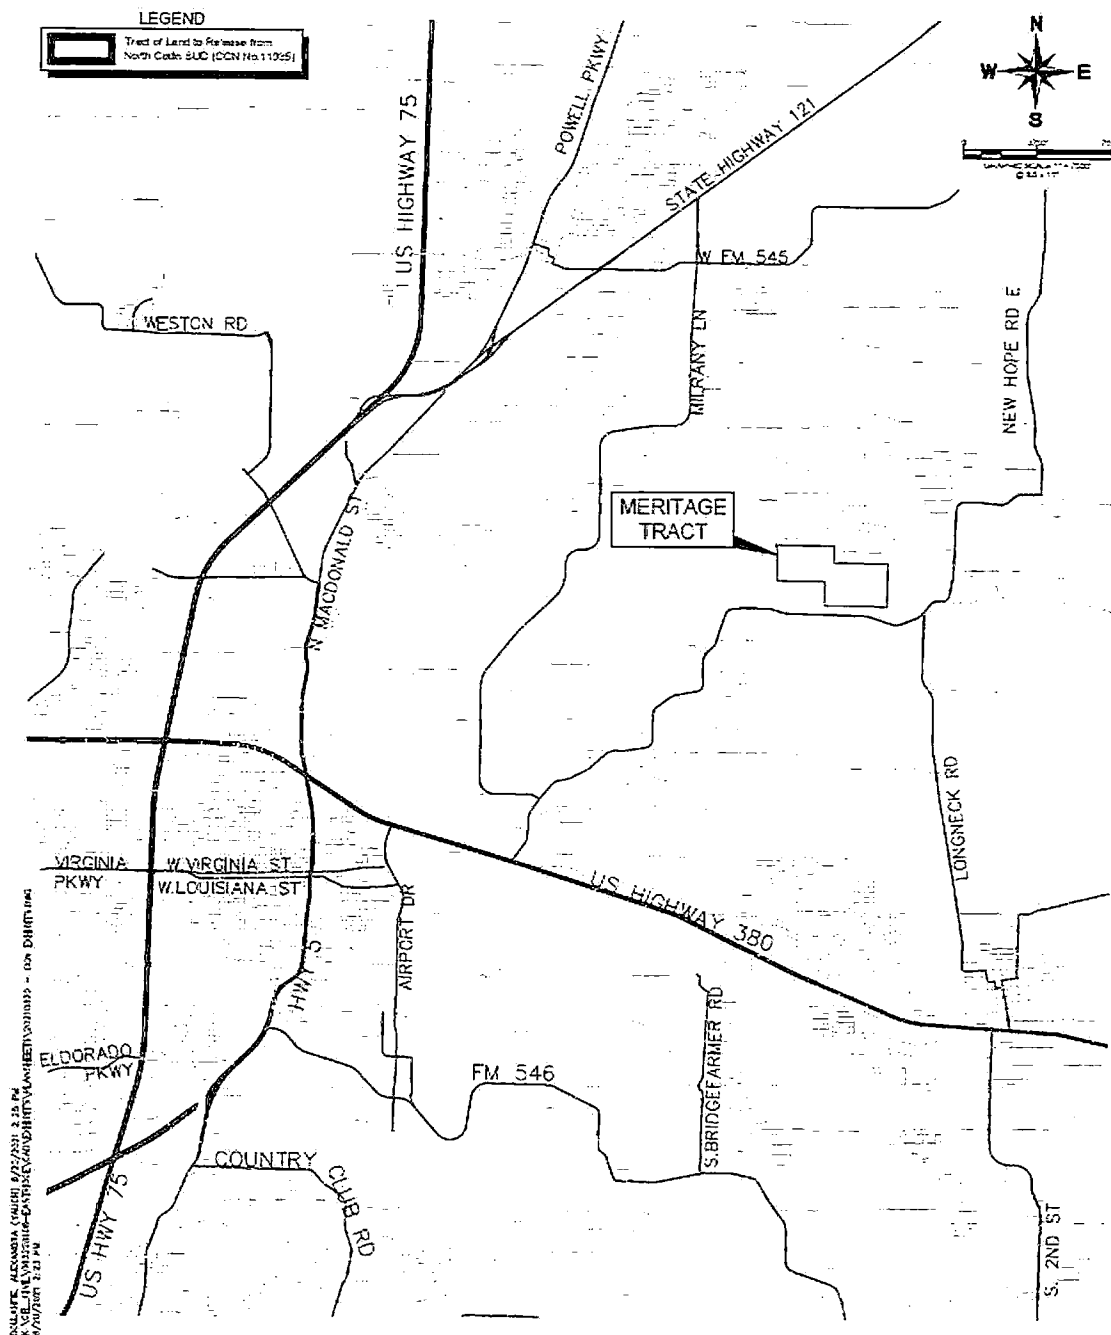 LEGEND
Tract of Land to Release from
North Collin SUD (CCN No.11035)
N
W
E
S
US HIGHWAY 75
POWELL PKWY
STATE HIGHWAY 121
W FM 545
WESTON RD
MILRANY LN
NEW HOPE RD E
MERITAGE
TRACT
N MACDONALD ST
LONGNECK RD
VIRGINIA
PKWY
W.VIRGINIA ST
W.LOUISIANA ST
US HIGHWAY 380
AIRPORT DR
HWY 5
ELDORADO
PKWY
FM 546
S.BRIDGEFARMER RD
COUNTRY CLUB RD
US HWY 75
S. 2ND ST